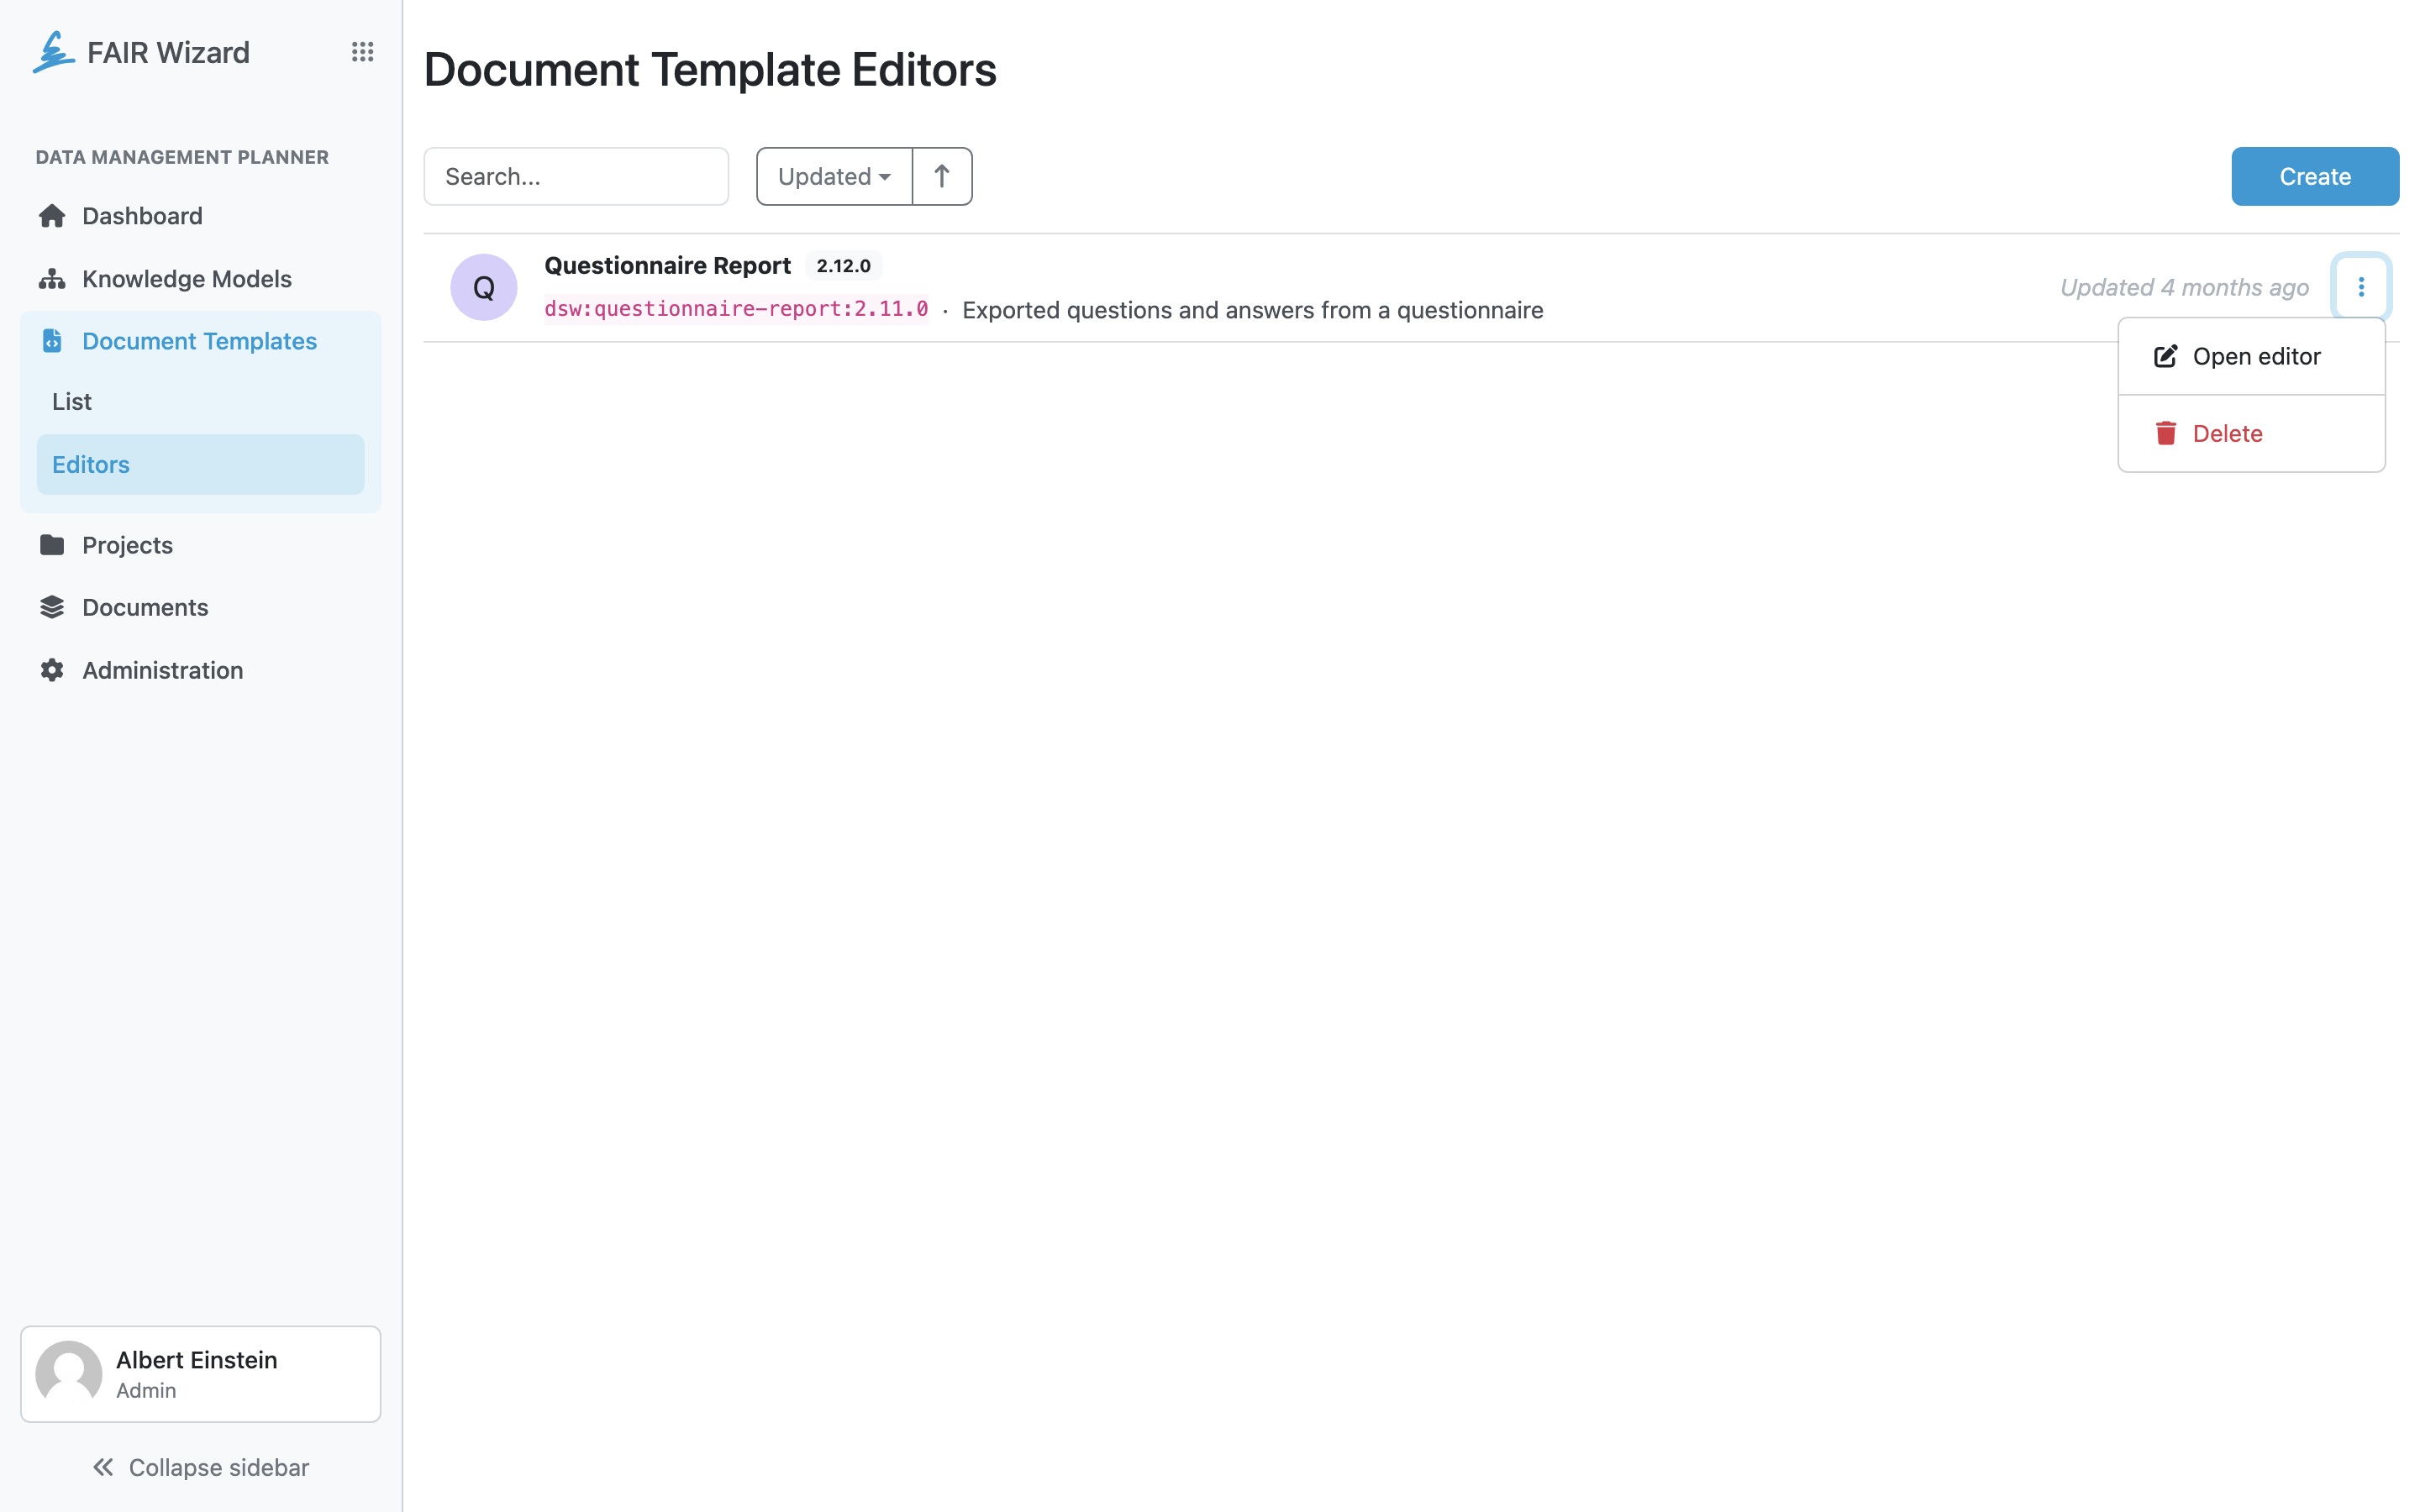 FAIR Wizard
DATA MANAGEMENT PLANNER
Dashboard
Knowledge Models
Document Templates
List
Editors
Projects
Documents
Administration
Albert Einstein
Admin
Collapse sidebar
Document Template Editors
Search...
Updated
Create
Q
Questionnaire Report 2.12.0
dsw:questionnaire-report:2.11.0 · Exported questions and answers from a questionnaire
Updated 4 months ago
Open editor
Delete